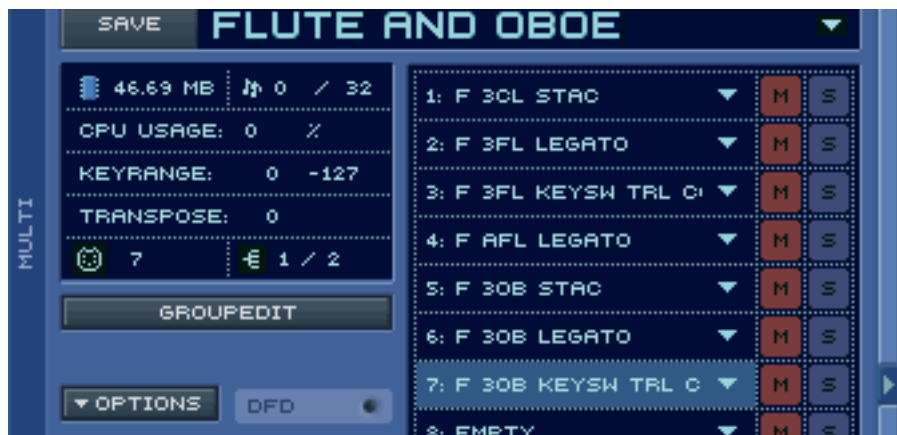 SAVE FLUTE AND OBOE
46.69 MB 0 / 32
CPU USAGE: 0 %
KEYRANGE: 0 -127
TRANSPOSE: 0
7 1 / 2
GROUPEDIT
OPTIONS DFD
MULTI
1: F 3CL STAC M S
2: F 3FL LEGATO M S
3: F 3FL KEYSW TRL M S
4: F AFL LEGATO M S
5: F 3OB STAC M S
6: F 3OB LEGATO M S
7: F 3OB KEYSW TRL C M S
8: EMPTY M S